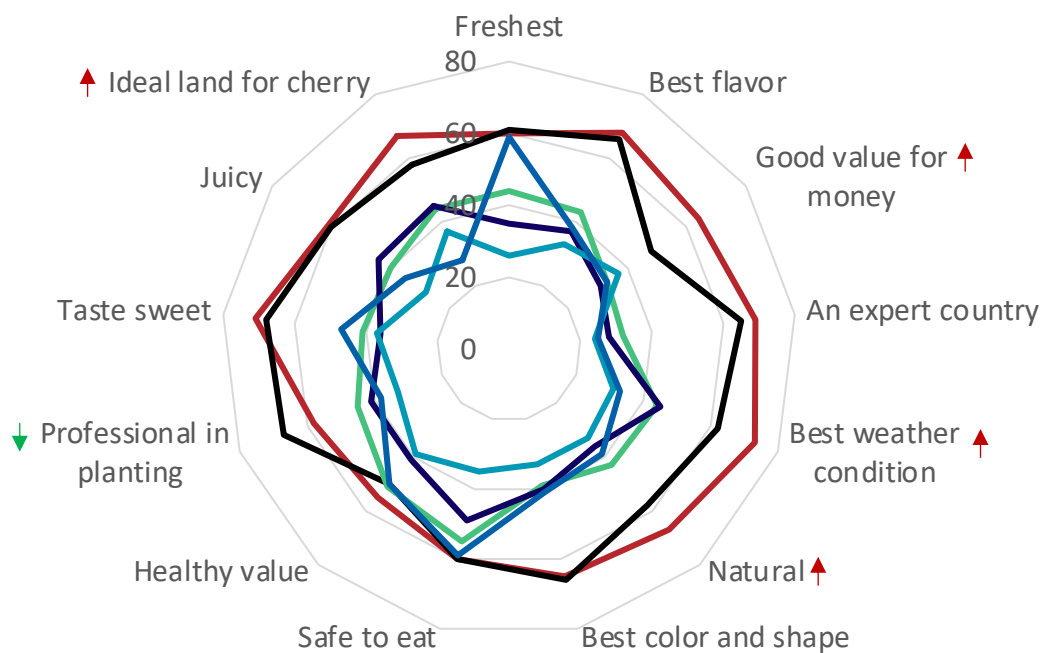 Freshest
80
Ideal land for cherry
Best flavor
60
Good value for
money
Juicy
40
20
Taste sweet
An expert country
0
Professional in
planting
Best weather
condition
Healthy value
Natural
Safe to eat
Best color and shape